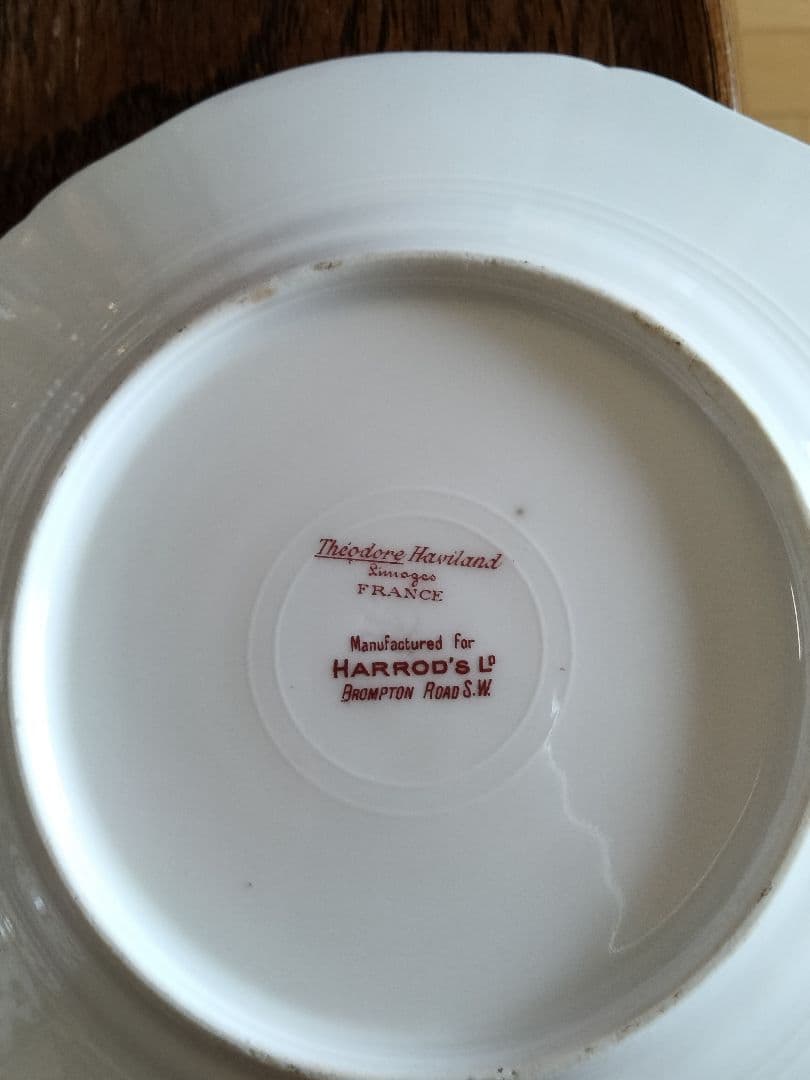 Théodore Haviland
Limoges
FRANCE
Manufactured for
HARROD'S Lᴰ
BROMPTON ROAD S.W.